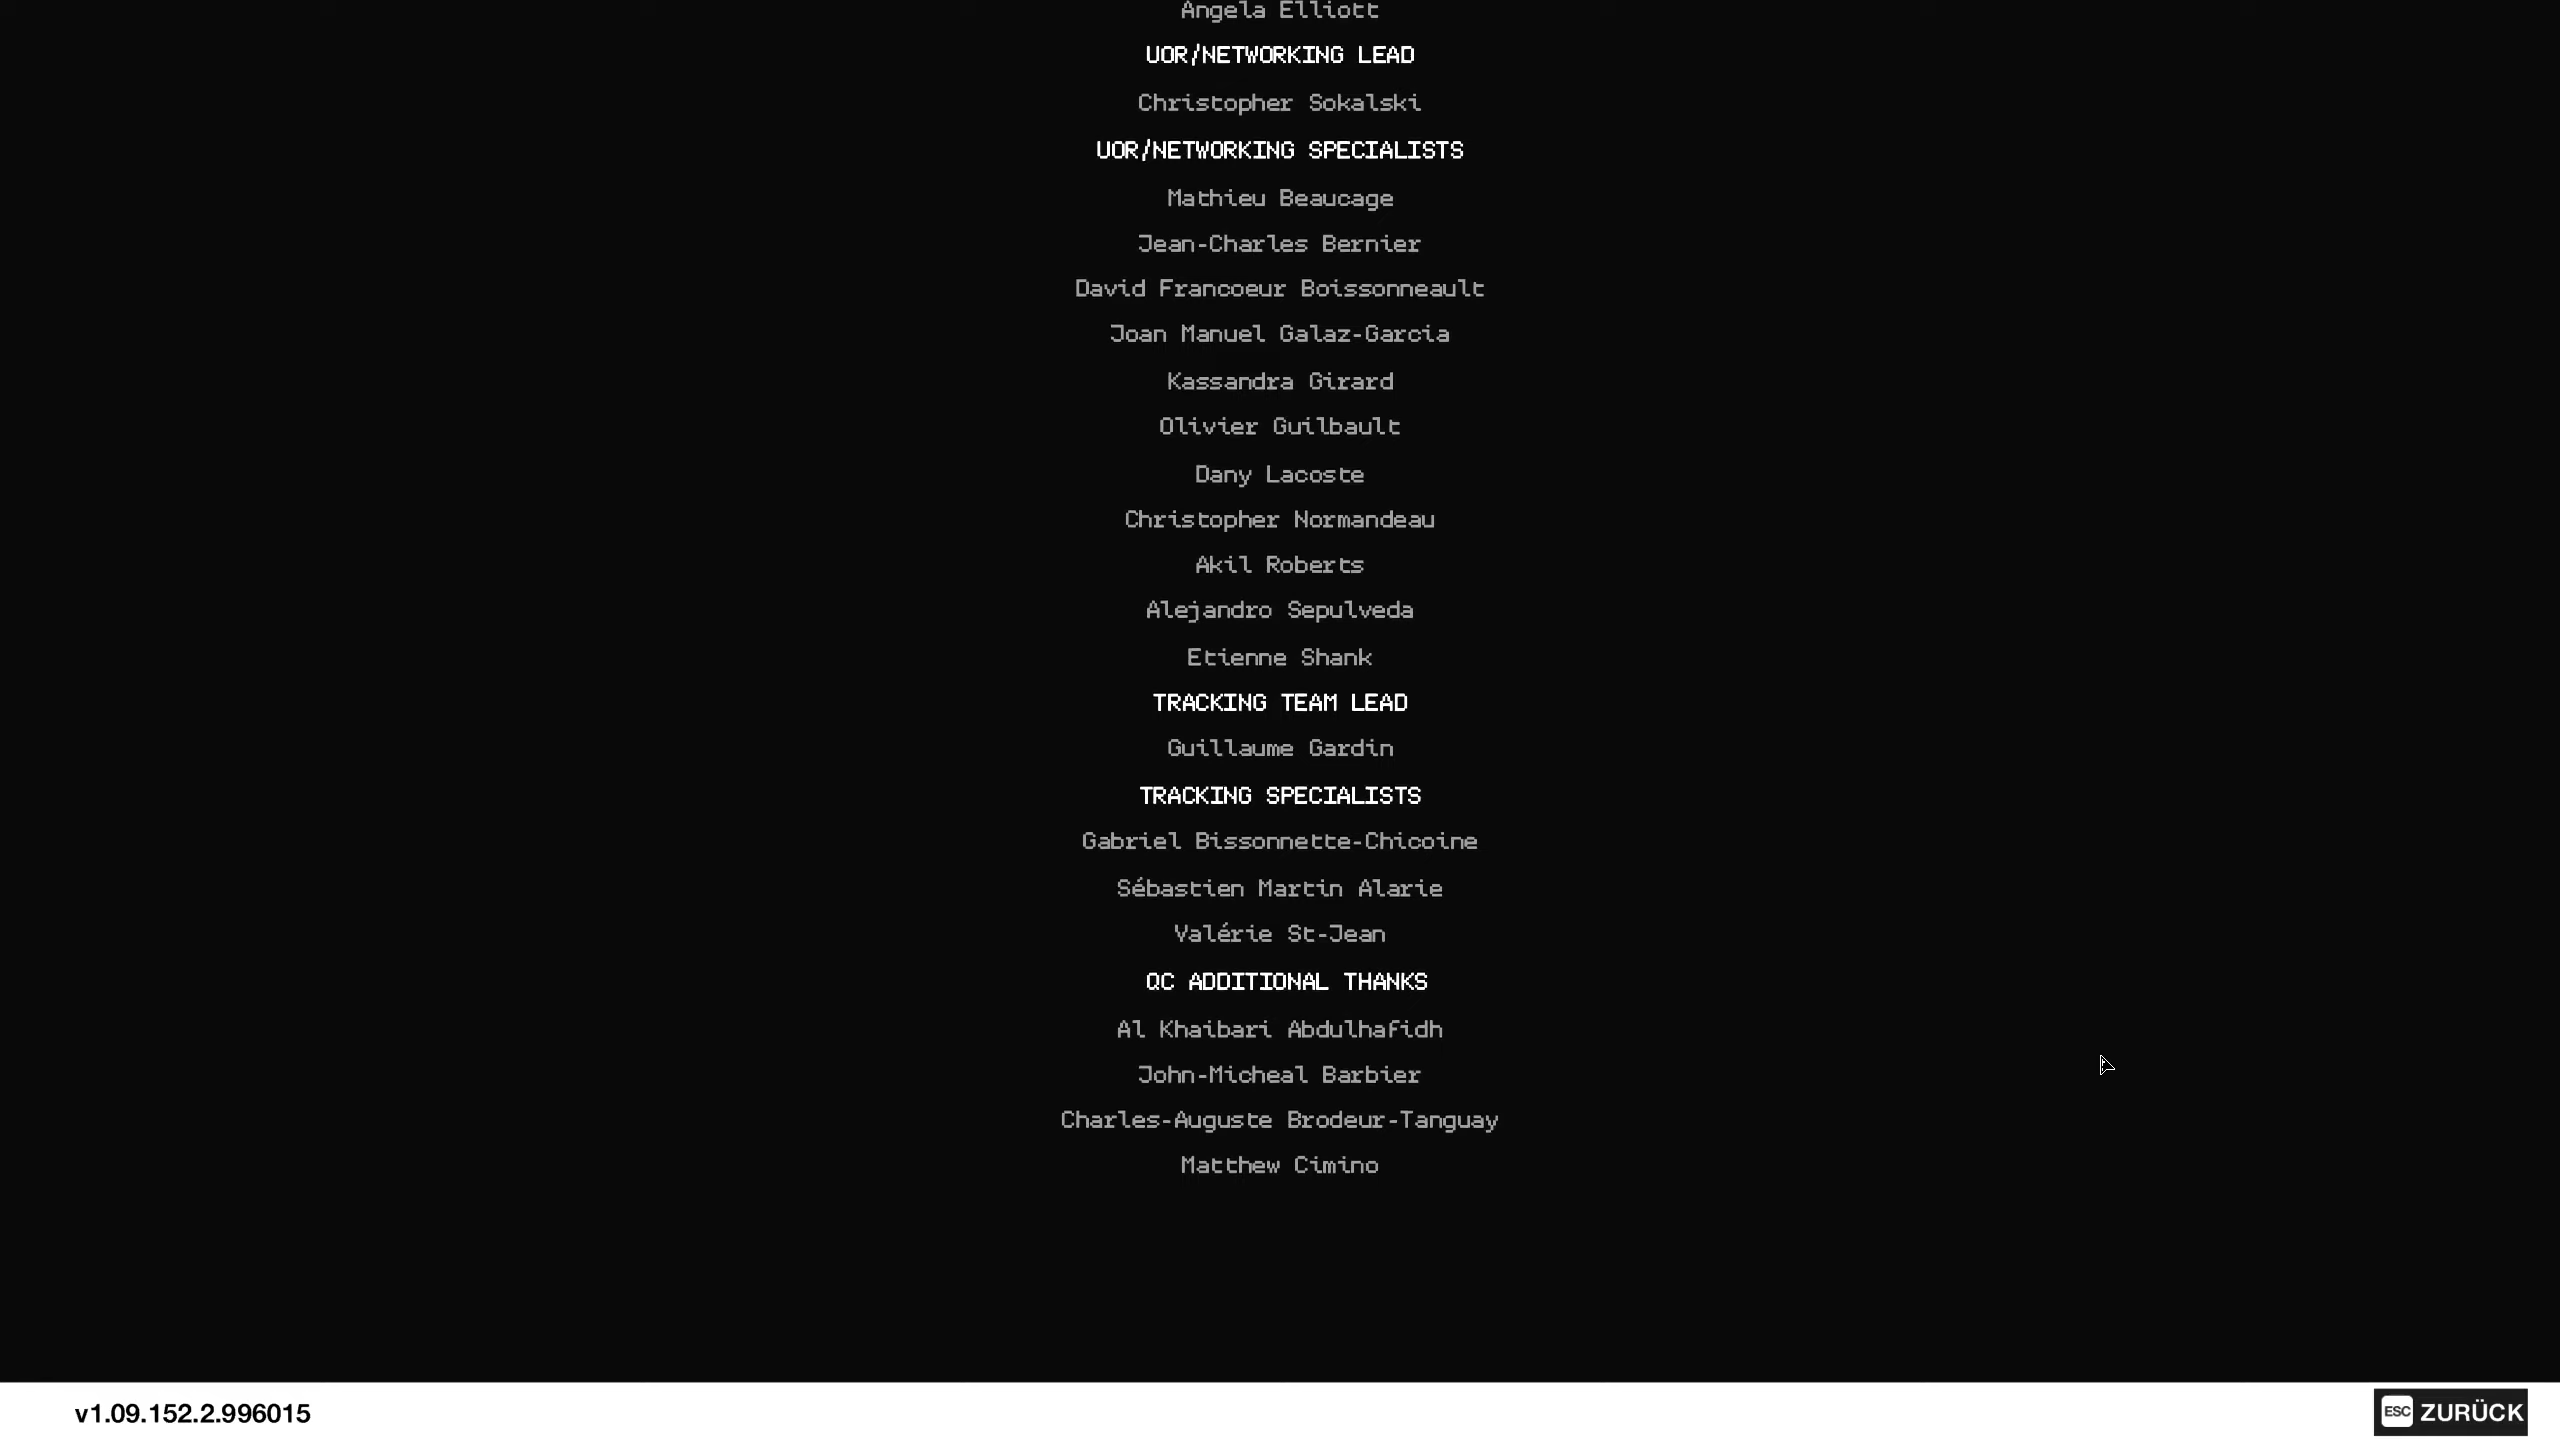 Angela Elliott
UOR/NETWORKING LEAD
Christopher Sokalski
UOR/NETWORKING SPECIALISTS
Mathieu Beaucage
Jean-Charles Bernier
David Francoeur Boissonneault
Joan Manuel Galaz-Garcia
Kassandra Girard
Olivier Guilbault
Dany Lacoste
Christopher Normandeau
Akil Roberts
Alejandro Sepulveda
Etienne Shank
TRACKING TEAM LEAD
Guillaume Gardin
TRACKING SPECIALISTS
Gabriel Bissonnette-Chicoine
Sébastien Martin Alarie
Valérie St-Jean
QC ADDITIONAL THANKS
Al Khaibari Abdulhafidh
John-Micheal Barbier
Charles-Auguste Brodeur-Tanguay
Matthew Cimino
v1.09.152.2.996015
ESC ZURÜCK